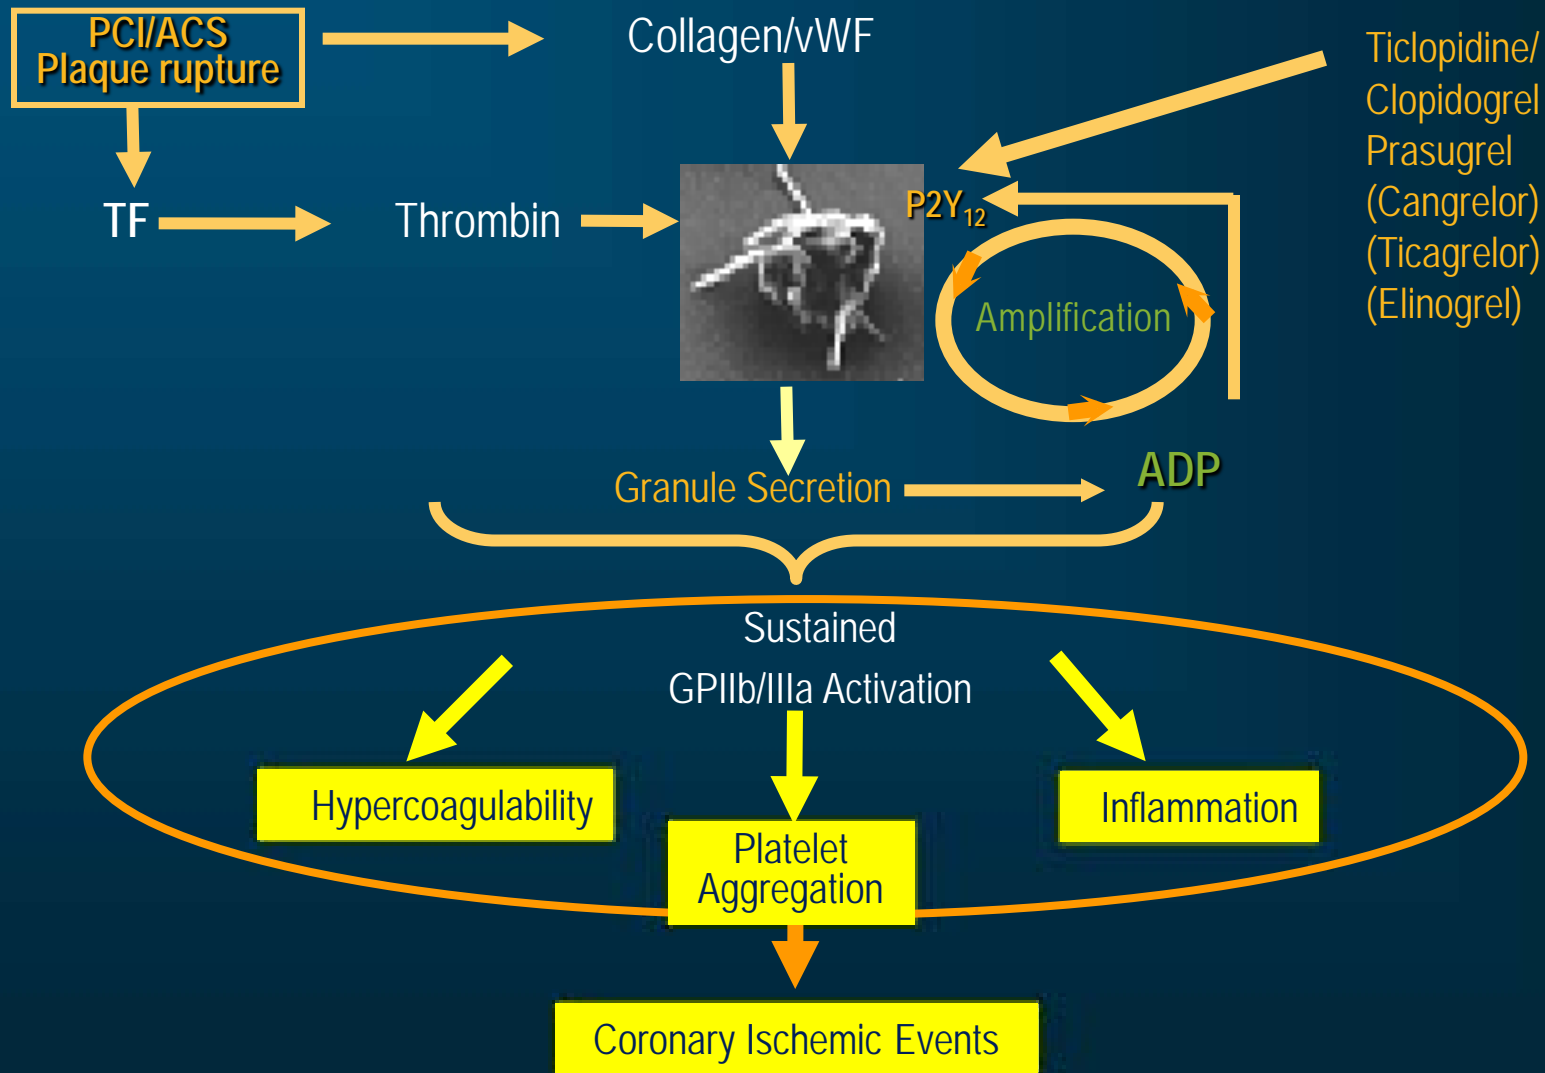 PCI/ACS
Plaque rupture
Collagen/vWF
Ticlopidine/
Clopidogrel
Prasugrel
(Cangrelor)
(Ticagrelor)
(Elinogrel)
TF
Thrombin
P2Y₁₂
Amplification
Granule Secretion
ADP
Sustained
GPIIb/IIIa Activation
Hypercoagulability
Platelet
Aggregation
Inflammation
Coronary Ischemic Events